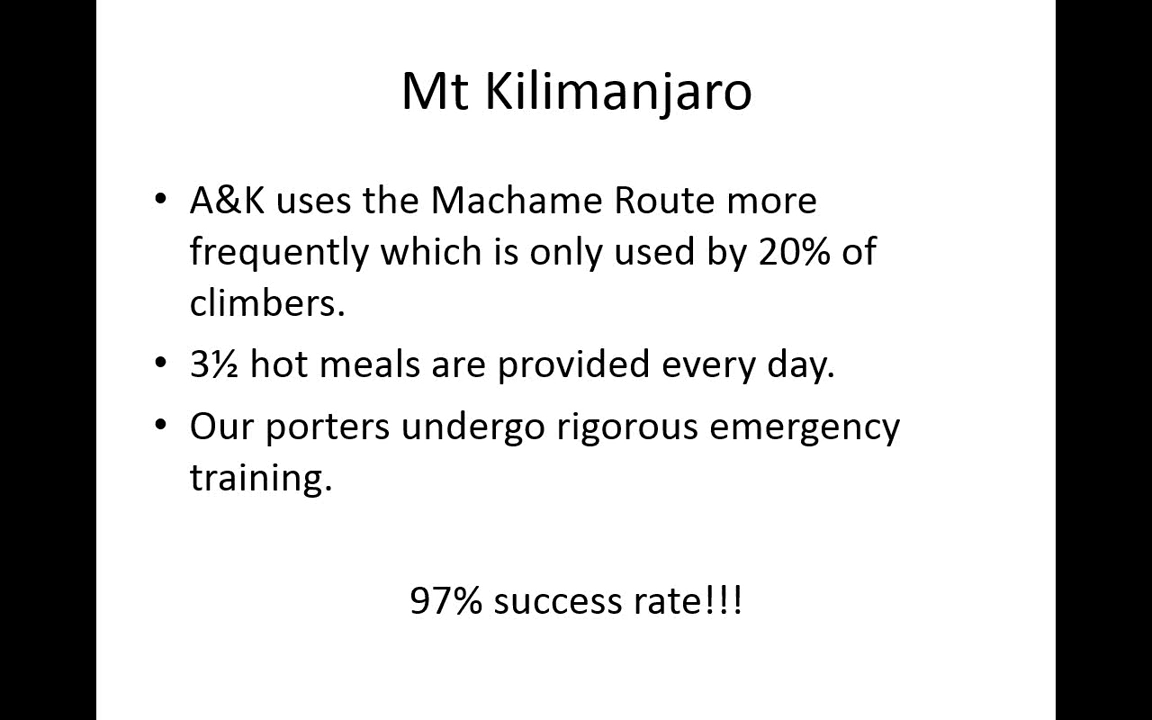 Mt Kilimanjaro
• A&K uses the Machame Route more
frequently which is only used by 20% of
climbers.
• 3½ hot meals are provided every day.
• Our porters undergo rigorous emergency
training.
97% success rate!!!